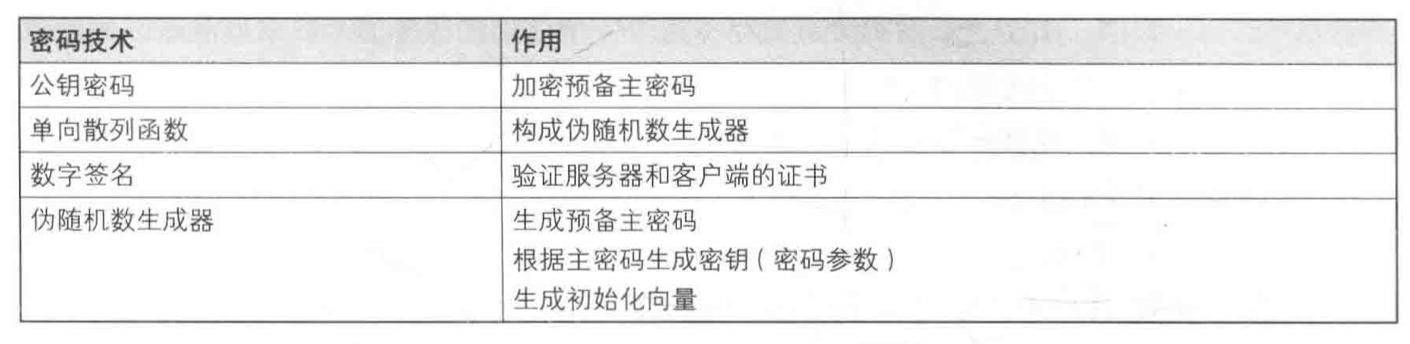 密码技术 作用
公钥密码 加密预备主密码
单向散列函数 构成伪随机数生成器
数字签名 验证服务器和客户端的证书
伪随机数生成器 生成预备主密码
根据主密码生成密钥（密码参数）
生成初始化向量